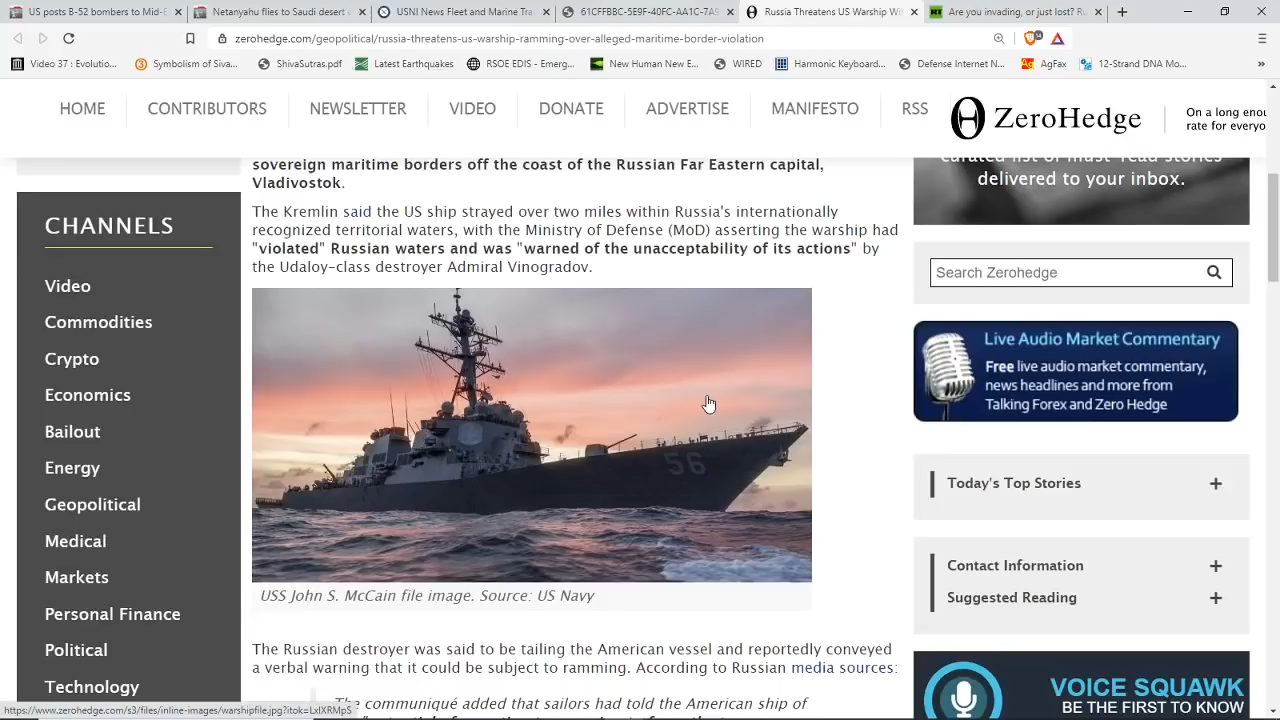 US posts B-52 bombers to Mid-E
Netanyahu flies to Saudi desert
USNI News Fleet and Marine Tra
61CFFBBC-5E9F-40FC-AA1C-7A9
Russia Threatens US Warship Wi
Are you invading, or just lost? Ru
zerohedge.com/geopolitical/russia-threatens-us-warship-ramming-over-alleged-maritime-border-violation
Video 37 : Evolutio...
Symbolism of Siva...
ShivaSutras.pdf
Latest Earthquakes
RSOE EDIS - Emerg...
New Human New E...
WIRED
Harmonic Keyboard...
Defense Internet N...
AgFax
12-Strand DNA Mo...
HOME
CONTRIBUTORS
NEWSLETTER
VIDEO
DONATE
ADVERTISE
MANIFESTO
RSS
ZeroHedge
On a long enou
rate for everyo
sovereign maritime borders off the coast of the Russian Far Eastern capital,
Vladivostok.
The Kremlin said the US ship strayed over two miles within Russia's internationally
recognized territorial waters, with the Ministry of Defense (MoD) asserting the warship had
"violated" Russian waters and was "warned of the unacceptability of its actions" by
the Udaloy-class destroyer Admiral Vinogradov.
56
USS John S. McCain file image. Source: US Navy
The Russian destroyer was said to be tailing the American vessel and reportedly conveyed
a verbal warning that it could be subject to ramming. According to Russian media sources:
The communiqué added that sailors had told the American ship of
CHANNELS
Video
Commodities
Crypto
Economics
Bailout
Energy
Geopolitical
Medical
Markets
Personal Finance
Political
Technology
curated list of must-read stories
delivered to your inbox.
Search Zerohedge
Live Audio Market Commentary
Free live audio market commentary,
news headlines and more from
Talking Forex and Zero Hedge
Today's Top Stories
Contact Information
Suggested Reading
VOICE SQUAWK
BE THE FIRST TO KNOW
https://www.zerohedge.com/s3/files/inline-images/warshipfile.jpg?itok=LxIXRMpS